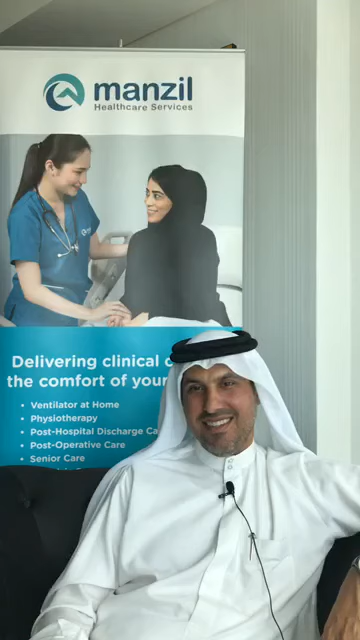 manzil
Healthcare Services
Delivering clinical
the comfort of your
• Ventilator at Home
• Physiotherapy
• Post-Hospital Discharge
• Post-Operative Care
• Senior Care